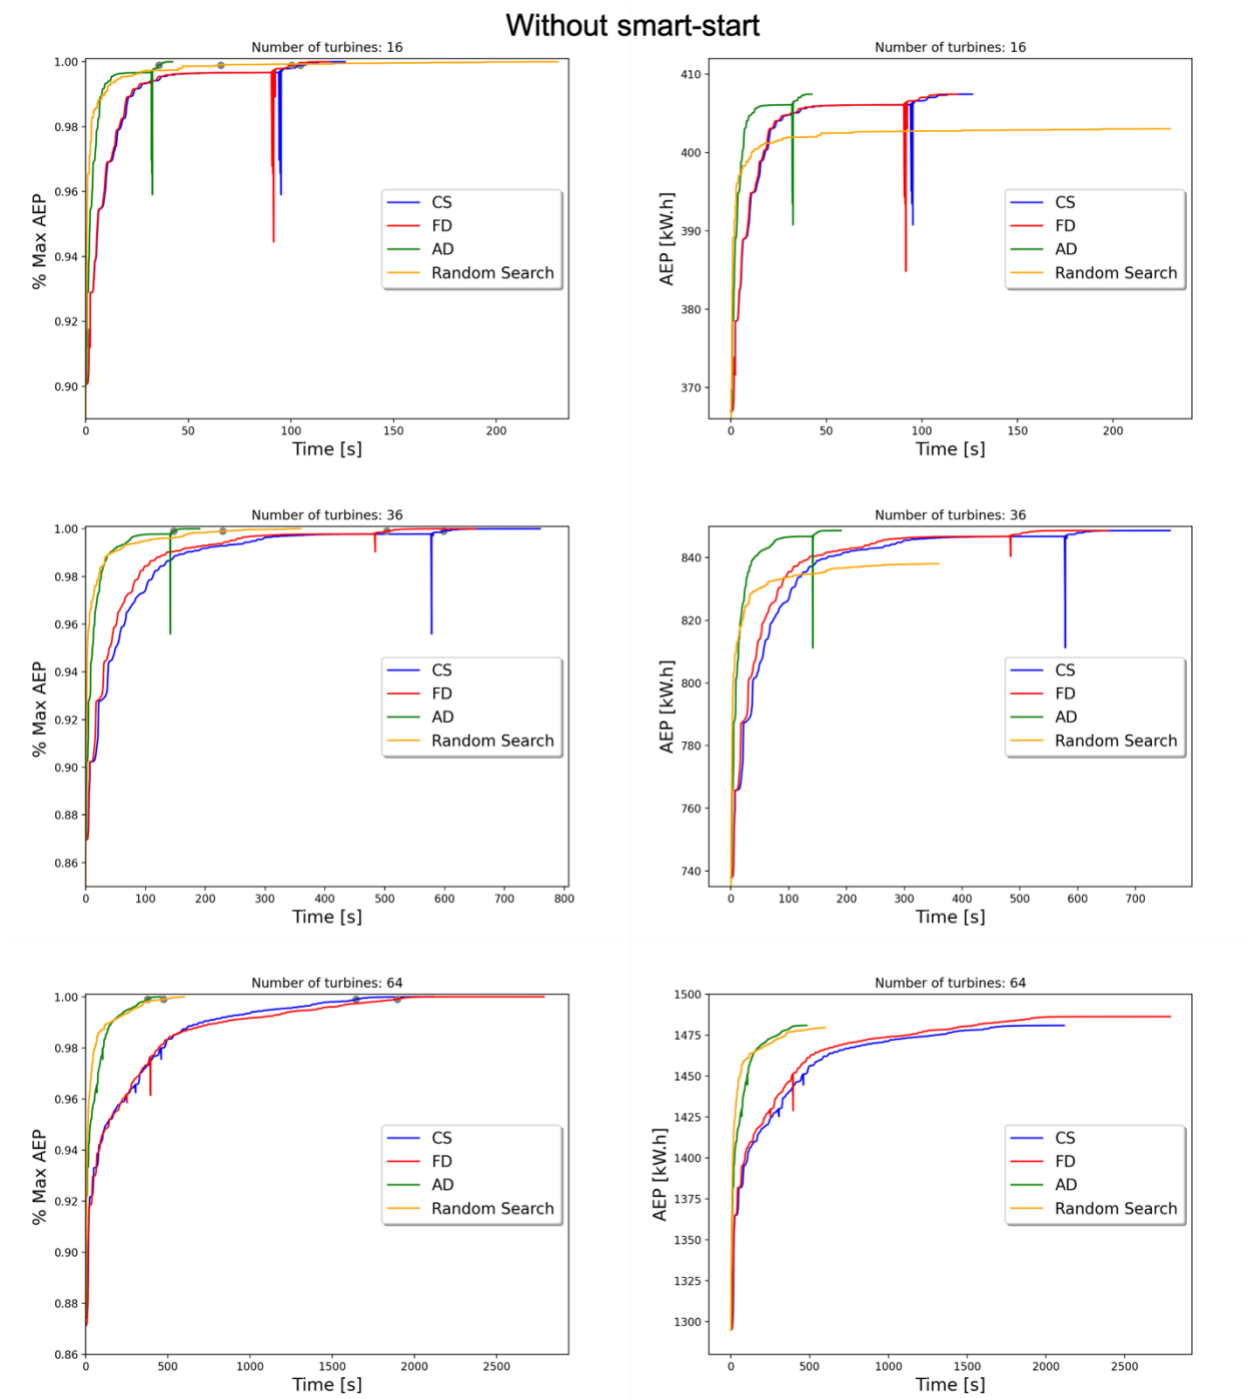 Without smart-start
Number of turbines: 16
1.00
0.98
0.96
0.94
0.92
0.90
% Max AEP
CS
FD
AD
Random Search
0
50
100
150
200
Time [s]
Number of turbines: 16
410
400
390
380
370
AEP [kW.h]
CS
FD
AD
Random Search
0
50
100
150
200
Time [s]
Number of turbines: 36
1.00
0.98
0.96
0.94
0.92
0.90
0.88
0.86
% Max AEP
CS
FD
AD
Random Search
0
100
200
300
400
500
600
700
800
Time [s]
Number of turbines: 36
840
820
800
780
760
740
AEP [kW.h]
CS
FD
AD
Random Search
0
100
200
300
400
500
600
700
Time [s]
Number of turbines: 64
1.00
0.98
0.96
0.94
0.92
0.90
0.88
0.86
% Max AEP
CS
FD
AD
Random Search
0
500
1000
1500
2000
2500
Time [s]
Number of turbines: 64
1500
1475
1450
1425
1400
1375
1350
1325
1300
AEP [kW.h]
CS
FD
AD
Random Search
0
500
1000
1500
2000
2500
Time [s]